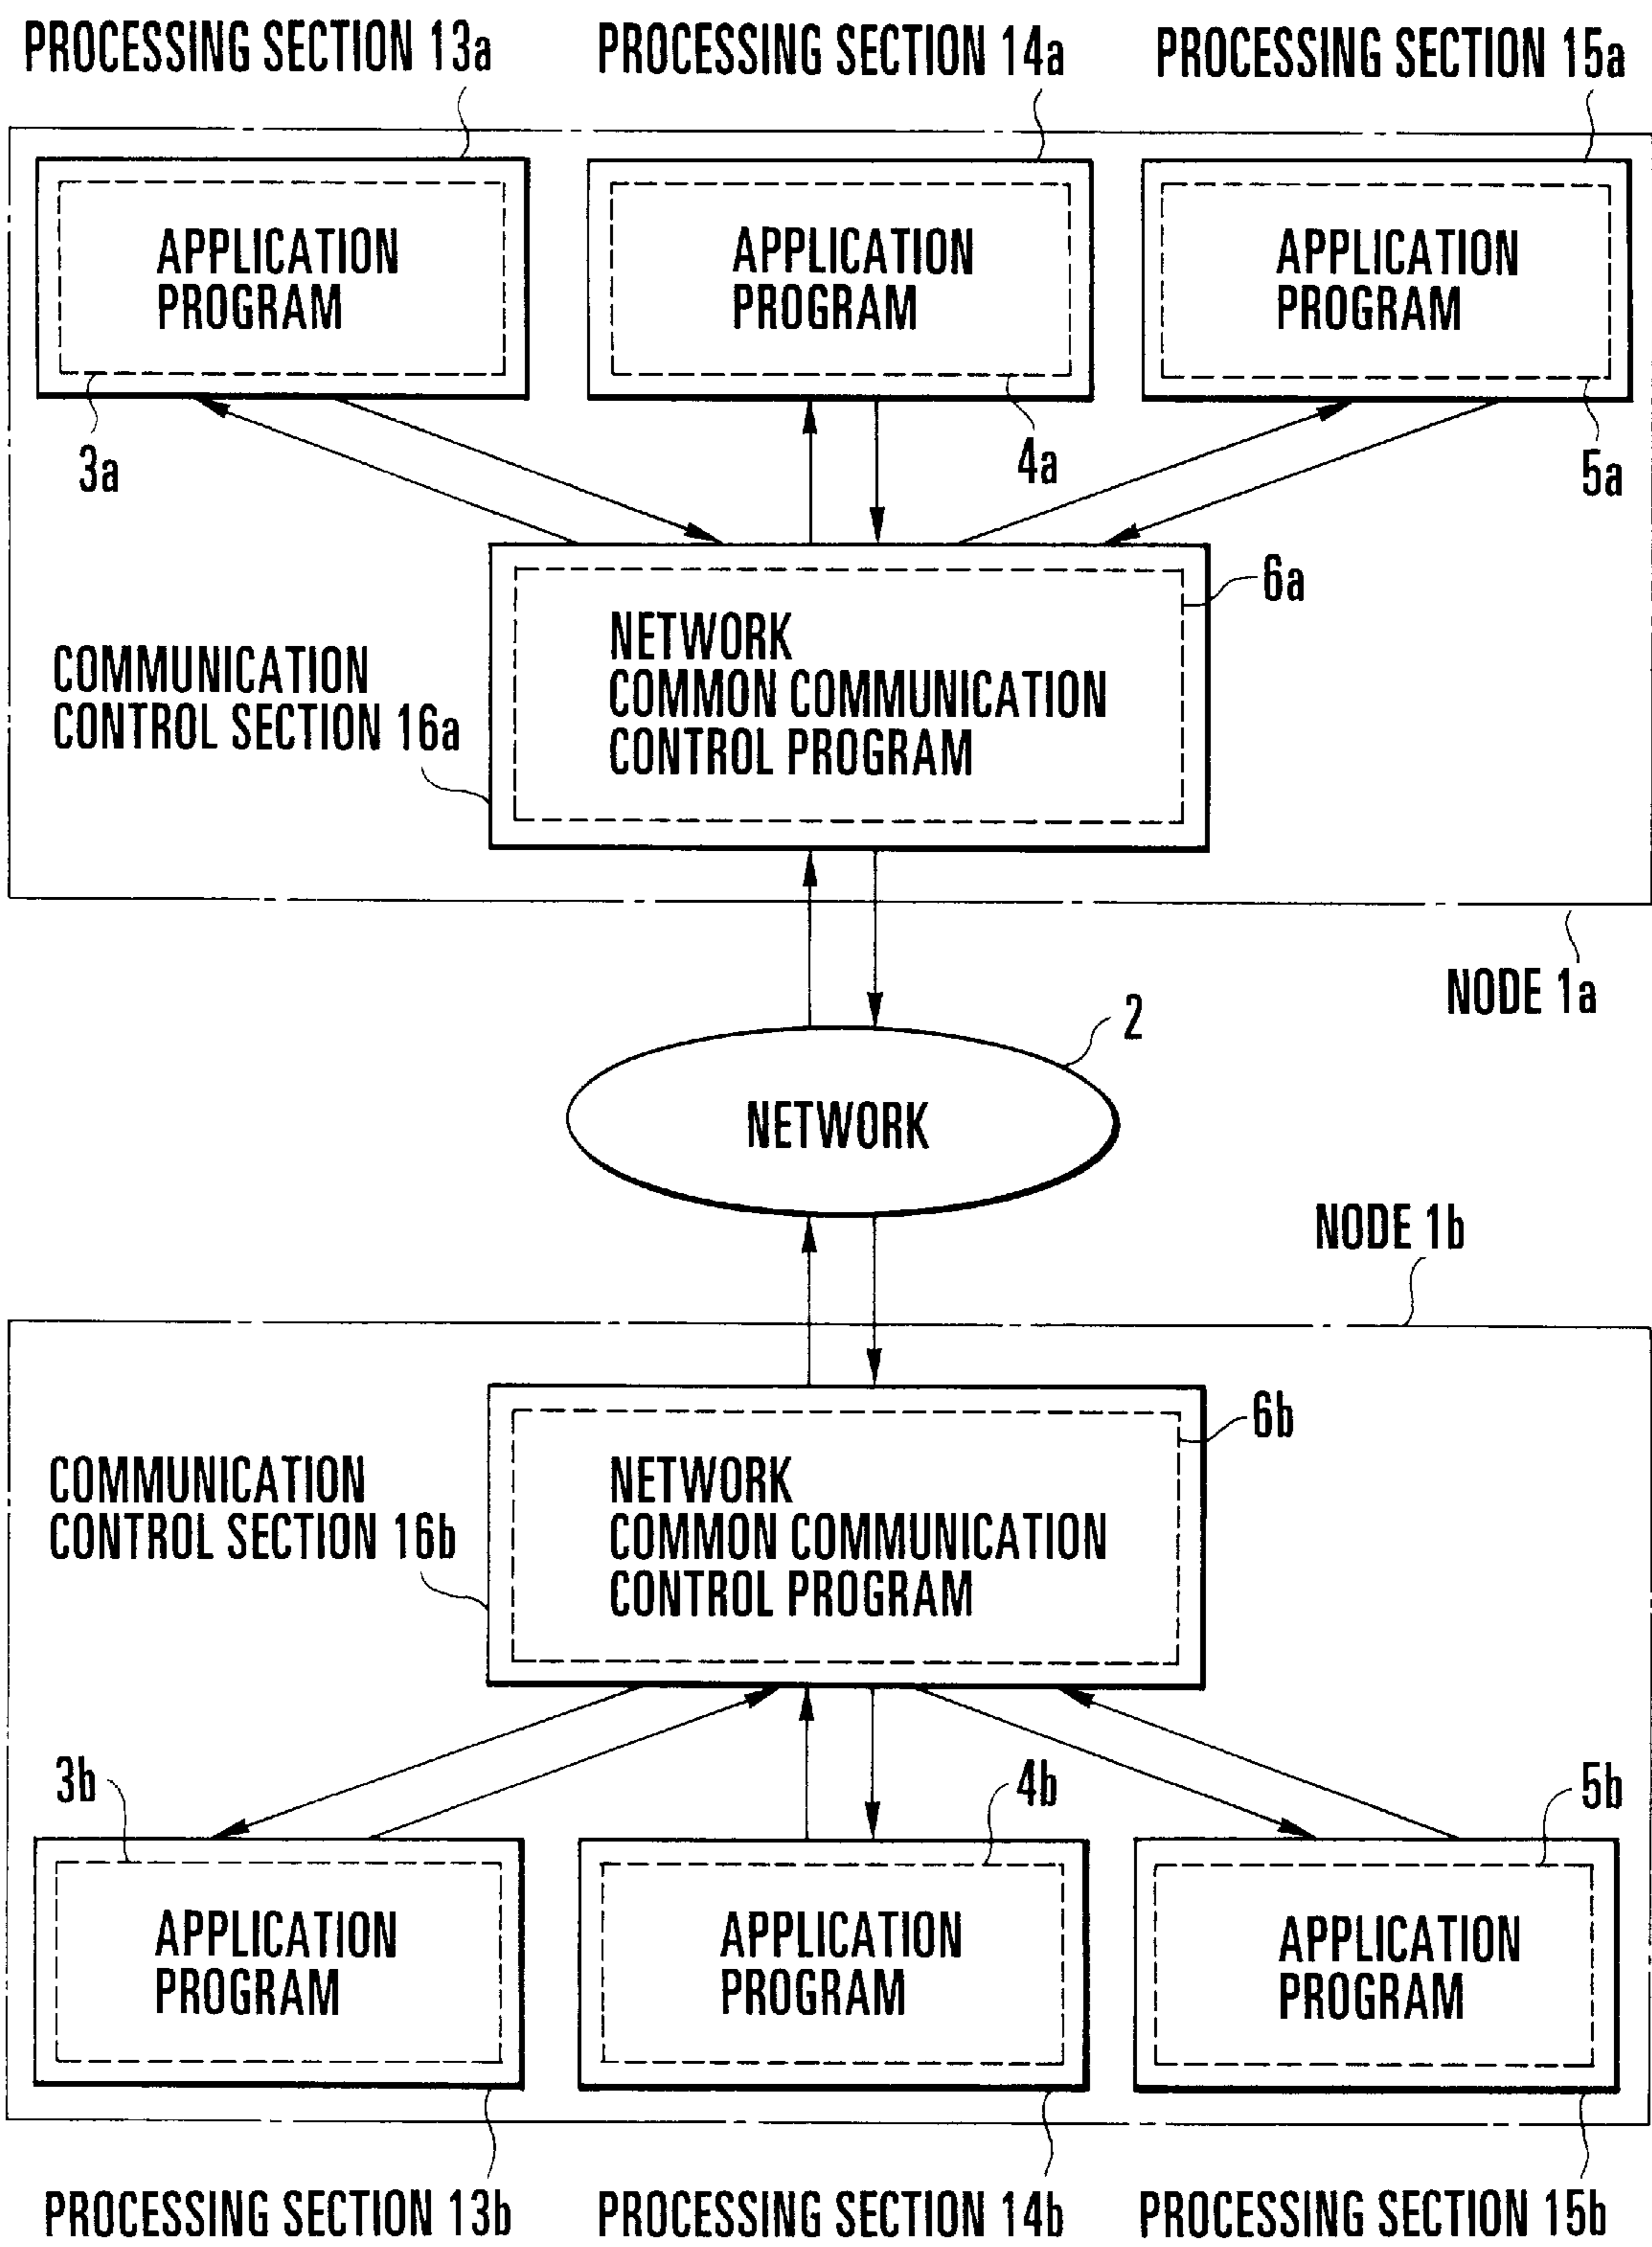 PROCESSING SECTION 13a
PROCESSING SECTION 14a
PROCESSING SECTION 15a
APPLICATION
PROGRAM
APPLICATION
PROGRAM
APPLICATION
PROGRAM
3a
4a
5a
6a
NETWORK
COMMON COMMUNICATION
CONTROL PROGRAM
COMMUNICATION
CONTROL SECTION 16a
NODE 1a
2
NETWORK
NODE 1b
6b
COMMUNICATION
CONTROL SECTION 16b
NETWORK
COMMON COMMUNICATION
CONTROL PROGRAM
3b
4b
5b
APPLICATION
PROGRAM
APPLICATION
PROGRAM
APPLICATION
PROGRAM
PROCESSING SECTION 13b
PROCESSING SECTION 14b
PROCESSING SECTION 15b